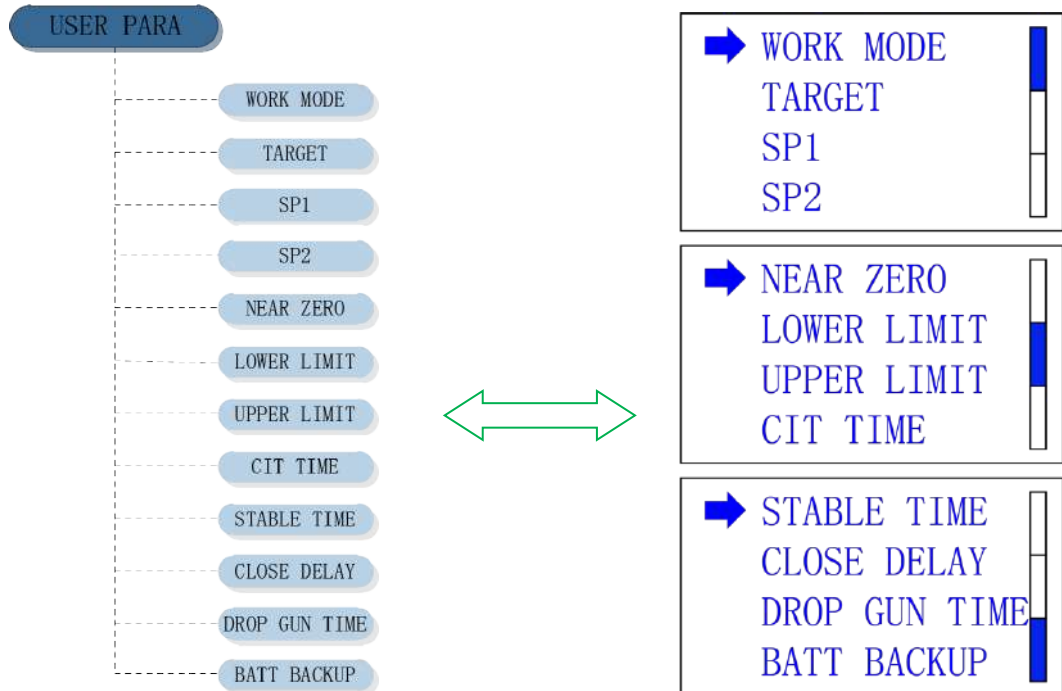 USER PARA
WORK MODE
TARGET
SP1
SP2
NEAR ZERO
LOWER LIMIT
UPPER LIMIT
CIT TIME
STABLE TIME
CLOSE DELAY
DROP GUN TIME
BATT BACKUP
WORK MODE
TARGET
SP1
SP2
NEAR ZERO
LOWER LIMIT
UPPER LIMIT
CIT TIME
STABLE TIME
CLOSE DELAY
DROP GUN TIME
BATT BACKUP